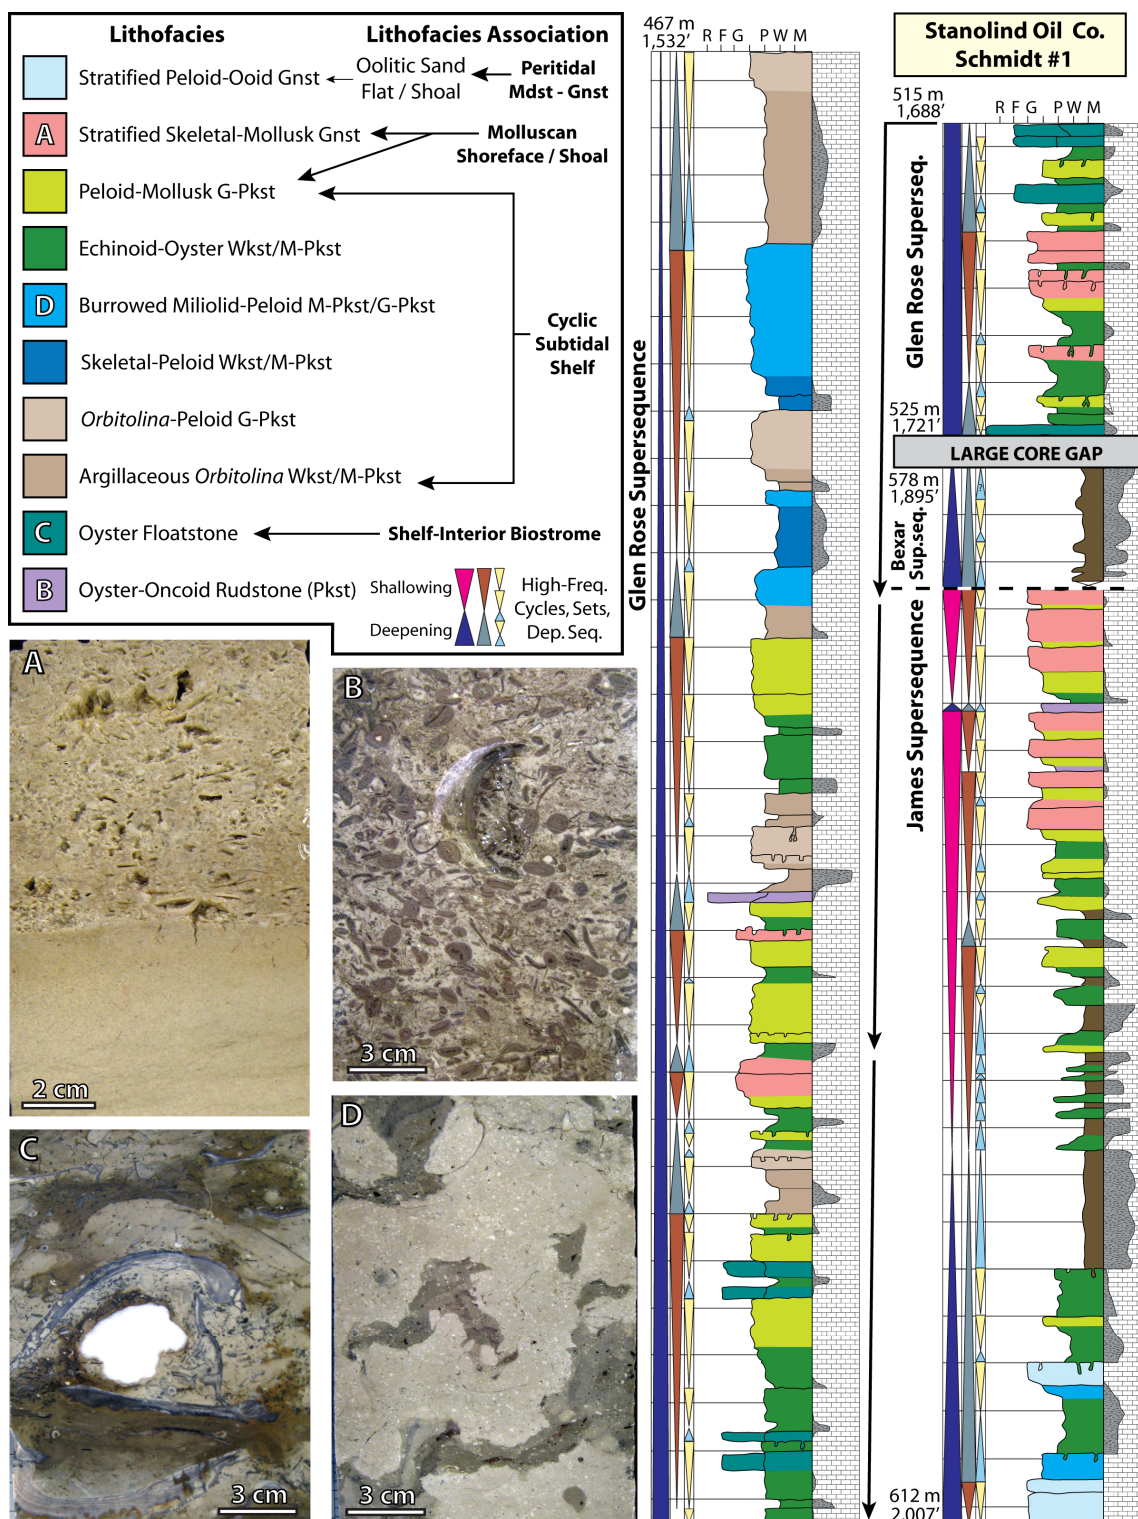 Lithofacies
Lithofacies Association
Stratified Peloid-Ooid Gnst
Oolitic Sand
Flat / Shoal
Peritidal
Mdst - Gnst
A
Stratified Skeletal-Mollusk Gnst
Molluscan
Shoreface / Shoal
Peloid-Mollusk G-Pkst
Echinoid-Oyster Wkst/M-Pkst
D
Burrowed Miliolid-Peloid M-Pkst/G-Pkst
Cyclic
Subtidal
Shelf
Skeletal-Peloid Wkst/M-Pkst
Orbitolina-Peloid G-Pkst
Argillaceous Orbitolina Wkst/M-Pkst
C
Oyster Floatstone
Shelf-Interior Biostrome
B
Oyster-Oncoid Rudstone (Pkst)
Shallowing
Deepening
High-Freq.
Cycles, Sets,
Dep. Seq.
A
2 cm
B
3 cm
C
3 cm
D
3 cm
467 m
1,532'
R F G P W M
Glen Rose Supersequence
Stanolind Oil Co.
Schmidt #1
515 m
1,688'
R F G P W M
Glen Rose Superseq.
525 m
1,721'
LARGE CORE GAP
578 m
1,895'
?
Bexar
Sup.seq.
James Supersequence
612 m
2,007'